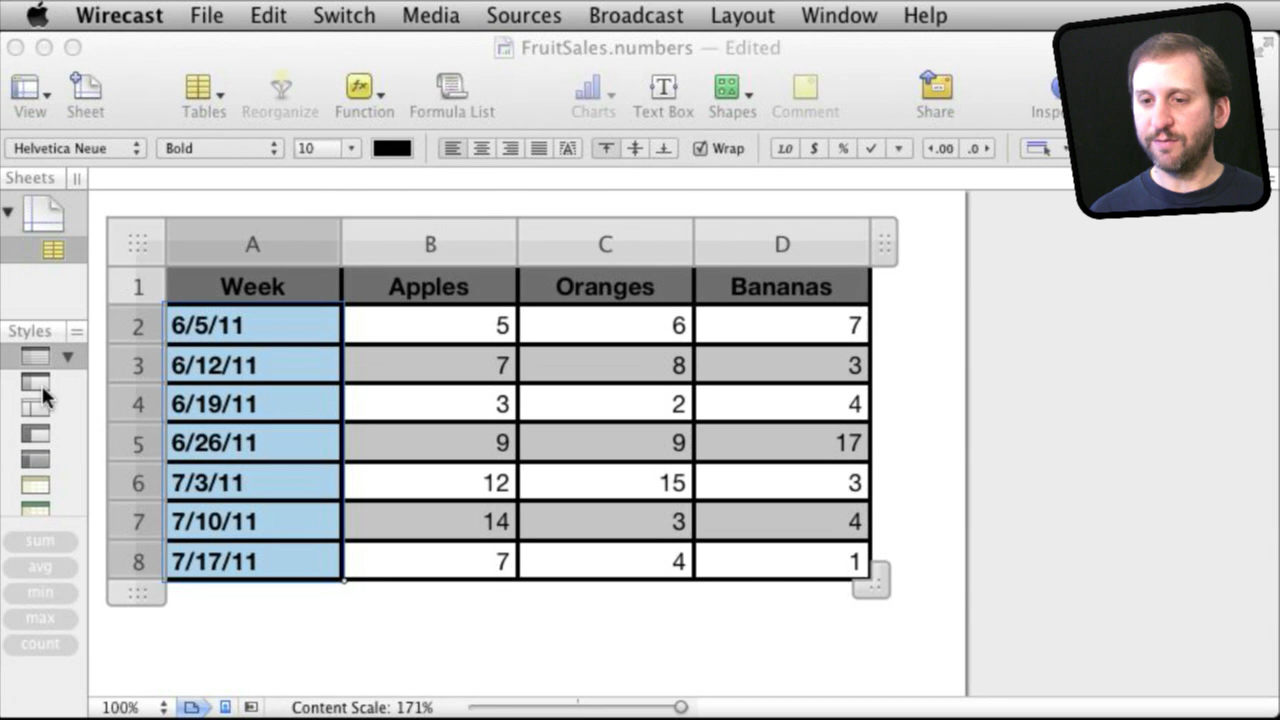 Wirecast File Edit Switch Media Sources Broadcast Layout Window Help
FruitSales.numbers — Edited
View Sheet Tables Reorganize Function Formula List Charts Text Box Shapes Comment Share
Helvetica Neue Bold 10 Wrap 1.0 $ % .00 .0
Sheets
A B C D
1 Week Apples Oranges Bananas
2 6/5/11 5 6 7
Styles
3 6/12/11 7 8 3
4 6/19/11 3 2 4
5 6/26/11 9 9 17
6 7/3/11 12 15 3
7 7/10/11 14 3 4
sum
8 7/17/11 7 4 1
avg
min
max
count
100% Content Scale: 171%